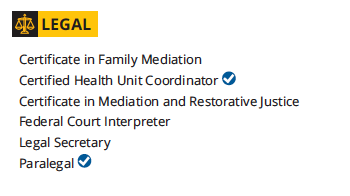 LEGAL
Certificate in Family Mediation
Certified Health Unit Coordinator
Certificate in Mediation and Restorative Justice
Federal Court Interpreter
Legal Secretary
Paralegal